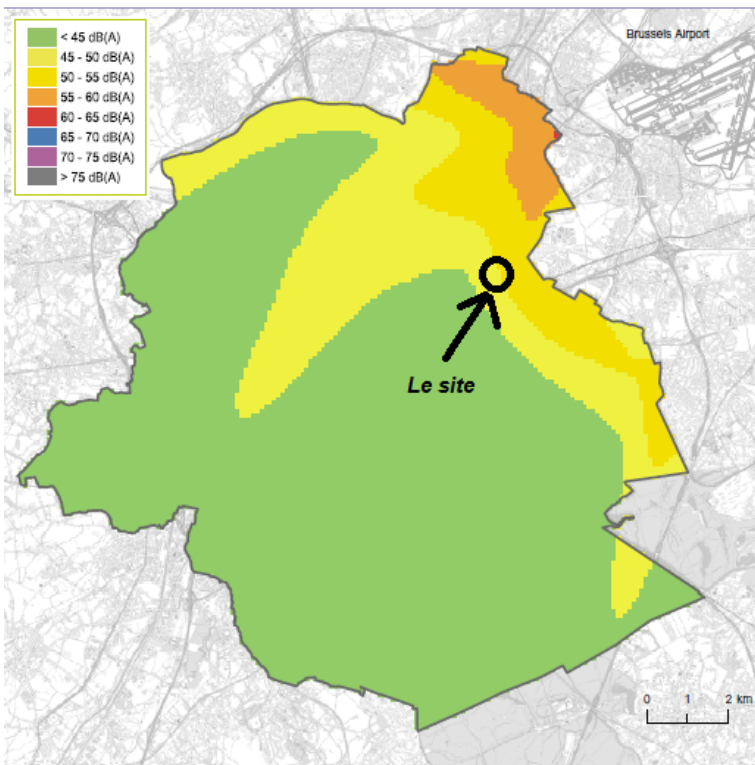 < 45 dB(A)
45 - 50 dB(A)
50 - 55 dB(A)
55 - 60 dB(A)
60 - 65 dB(A)
65 - 70 dB(A)
70 - 75 dB(A)
> 75 dB(A)
Brussels Airport
Le site
0 1 2 km